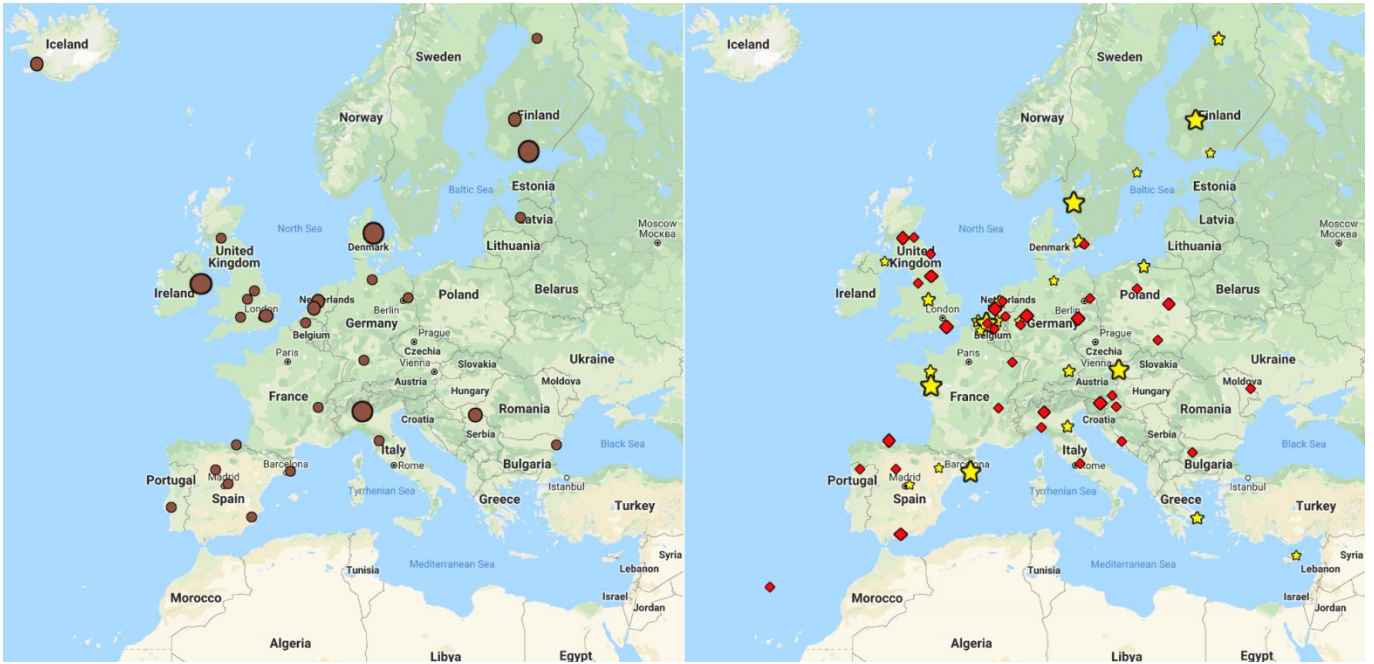 Iceland
Sweden
Finland
Norway
Estonia
Baltic Sea
Latvia
Moscow
Москва
North Sea
Denmark
Lithuania
United
Kingdom
Ireland
Netherlands
Belarus
London
Berlin
Poland
Belgium
Germany
Prague
Paris
Czechia
Vienna
Slovakia
Ukraine
Austria
Hungary
Moldova
France
Romania
Croatia
Serbia
Italy
Black Sea
Barcelona
Rome
Bulgaria
Portugal
Madrid
Istanbul
Spain
Tyrrhenian Sea
Greece
Turkey
Mediterranean Sea
Syria
Tunisia
Lebanon
Morocco
Israel
Jordan
Algeria
Libya
Egypt
Iceland
Sweden
Finland
Norway
Estonia
Baltic Sea
Latvia
Moscow
Москва
North Sea
Denmark
Lithuania
United
Kingdom
Ireland
Netherlands
Belarus
London
Berlin
Poland
Belgium
Germany
Prague
Paris
Czechia
Vienna
Slovakia
Ukraine
Austria
Hungary
Moldova
France
Romania
Croatia
Serbia
Italy
Black Sea
Barcelona
Rome
Bulgaria
Portugal
Madrid
Istanbul
Spain
Tyrrhenian Sea
Greece
Turkey
Mediterranean Sea
Syria
Tunisia
Lebanon
Morocco
Israel
Jordan
Algeria
Libya
Egypt